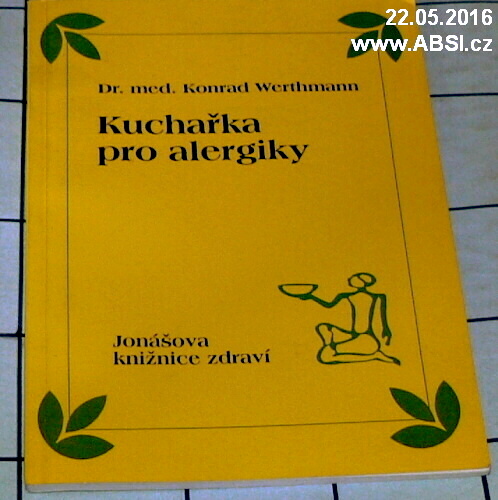 22.05.2016
www.ABSI.cz
Dr. med. Konrad Werthmann
Kuchařka
pro alergiky
Jonášova
knižnice zdraví